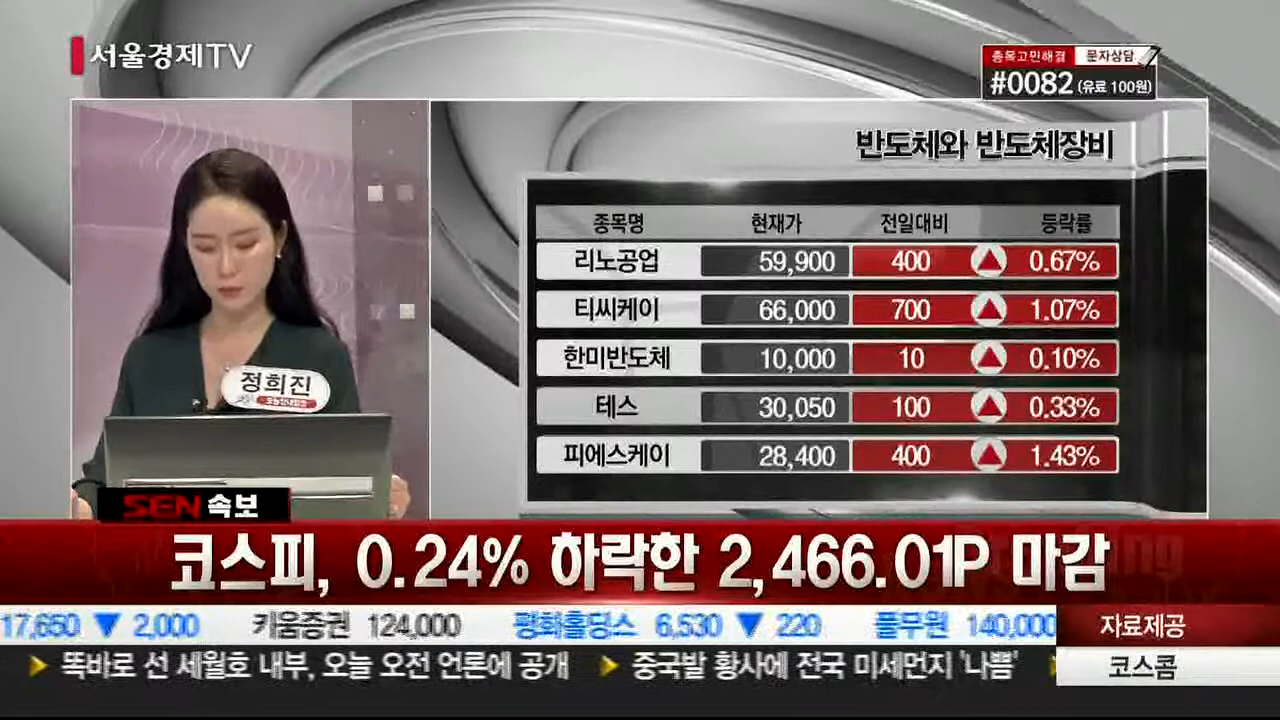 서울경제TV
종목고민해결 문자상담
#0082 (유료 100원)
반도체와 반도체장비
종목명 현재가 전일대비 등락률
리노공업 59,900 400 ▲ 0.67%
티씨케이 66,000 700 ▲ 1.07%
한미반도체 10,000 10 ▲ 0.10%
테스 30,050 100 ▲ 0.33%
피에스케이 28,400 400 ▲ 1.43%
정희진
SEN 속보
코스피, 0.24% 하락한 2,466.01P 마감
17,650 ▼ 2,000 키움증권 124,000 평화홀딩스 6,530 ▼ 220 풀무원 140,000
자료제공
똑바로 선 세월호 내부, 오늘 오전 언론에 공개 중국발 황사에 전국 미세먼지 '나쁨'
코스콤